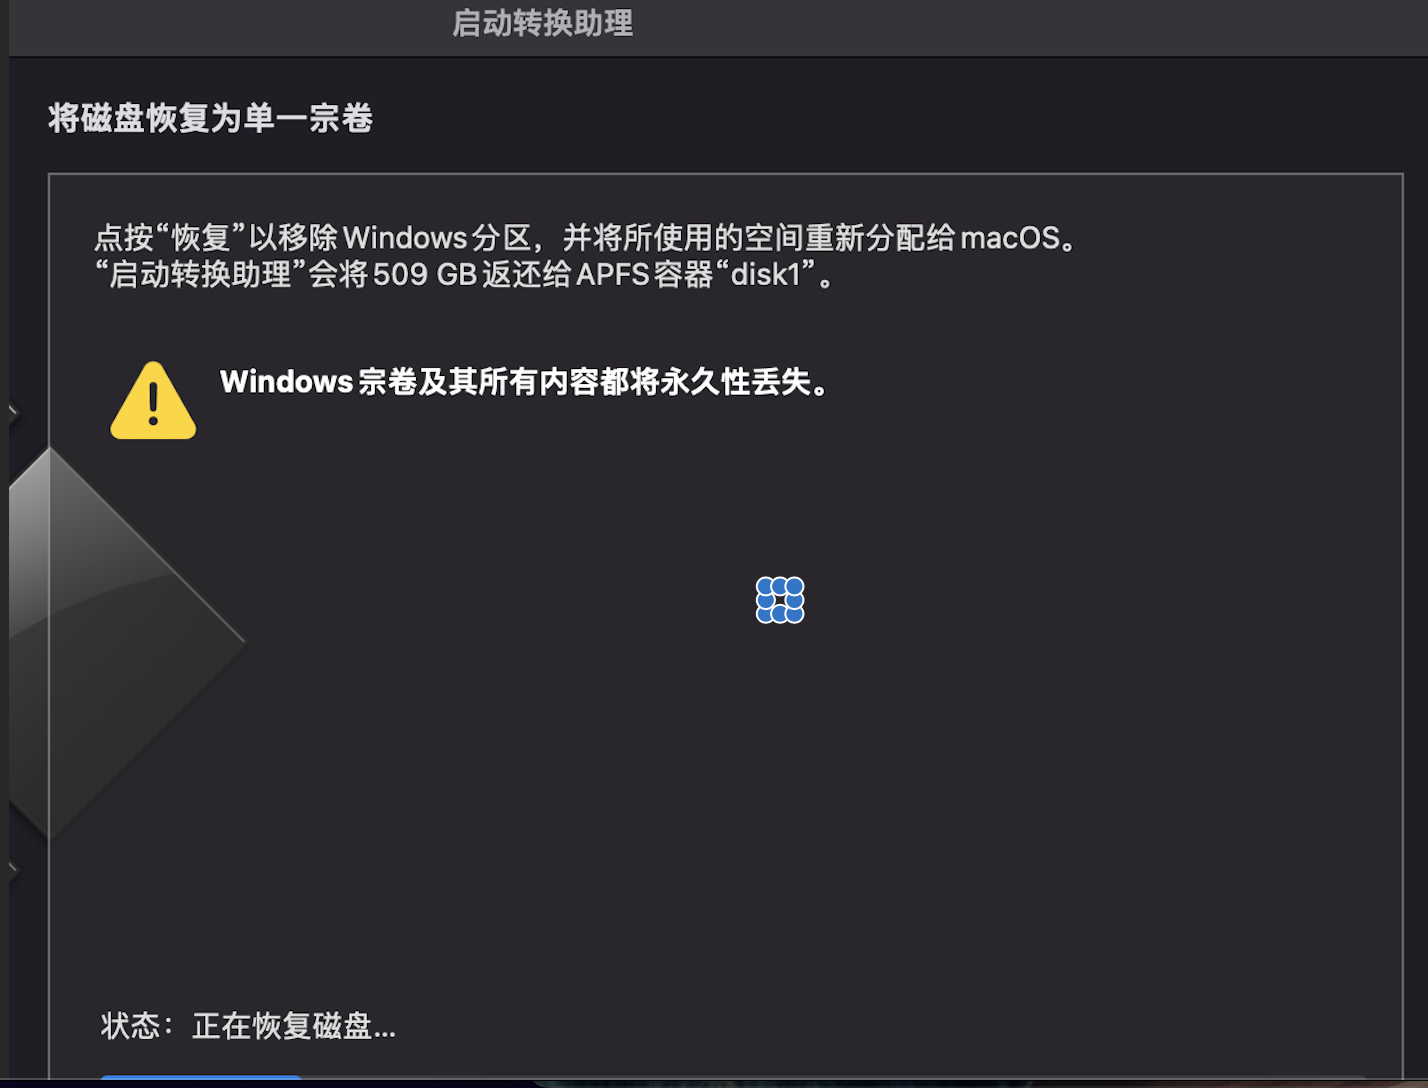 启动转换助理
将磁盘恢复为单一宗卷
点按“恢复”以移除Windows分区，并将所使用的空间重新分配给macOS。
“启动转换助理”会将509 GB返还给APFS容器“disk1”。
Windows宗卷及其所有内容都将永久性丢失。
状态：正在恢复磁盘...